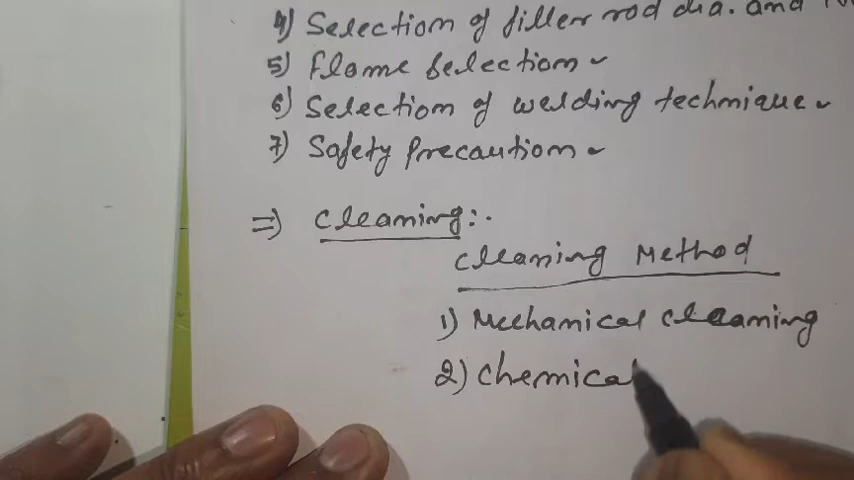 4) Selection of filler rod dia. and
5) Flame Selection
6) Selection of welding technique
7) Safety Precaution
=) Cleaning:-
Cleaning Method
1) Mechanical cleaning
2) Chemical